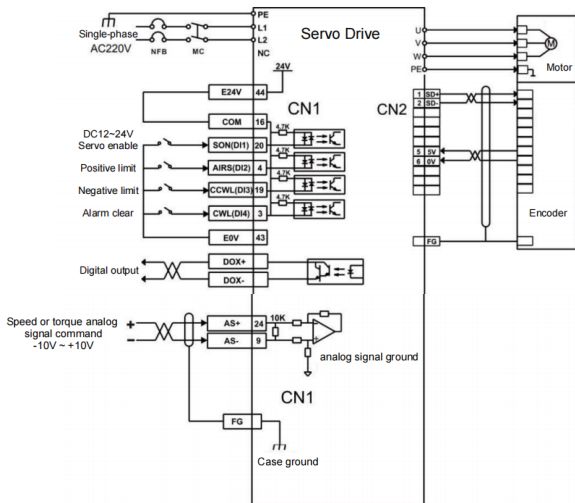 PE
Single-phase
AC220V
L1
L2
NFB
MC
NC
Servo Drive
24V
U
V
W
PE
M
Motor
E24V 44
CN1
COM 16
CN2
1 SD+
2 SD-
DC12~24V
Servo enable
SON(DI1) 20
4.7K
Positive limit
AIRS(DI2) 4
4.7K
5 5V
6 0V
Negative limit
CCWL(DI3) 19
4.7K
Alarm clear
CWL(DI4) 3
4.7K
Encoder
E0V 43
FG
Digital output
DOX+
DOX-
Speed or torque analog
signal command
-10V ~ +10V
+
−
AS+ 24
10K
AS- 9
−
+
analog signal ground
CN1
FG
Case ground